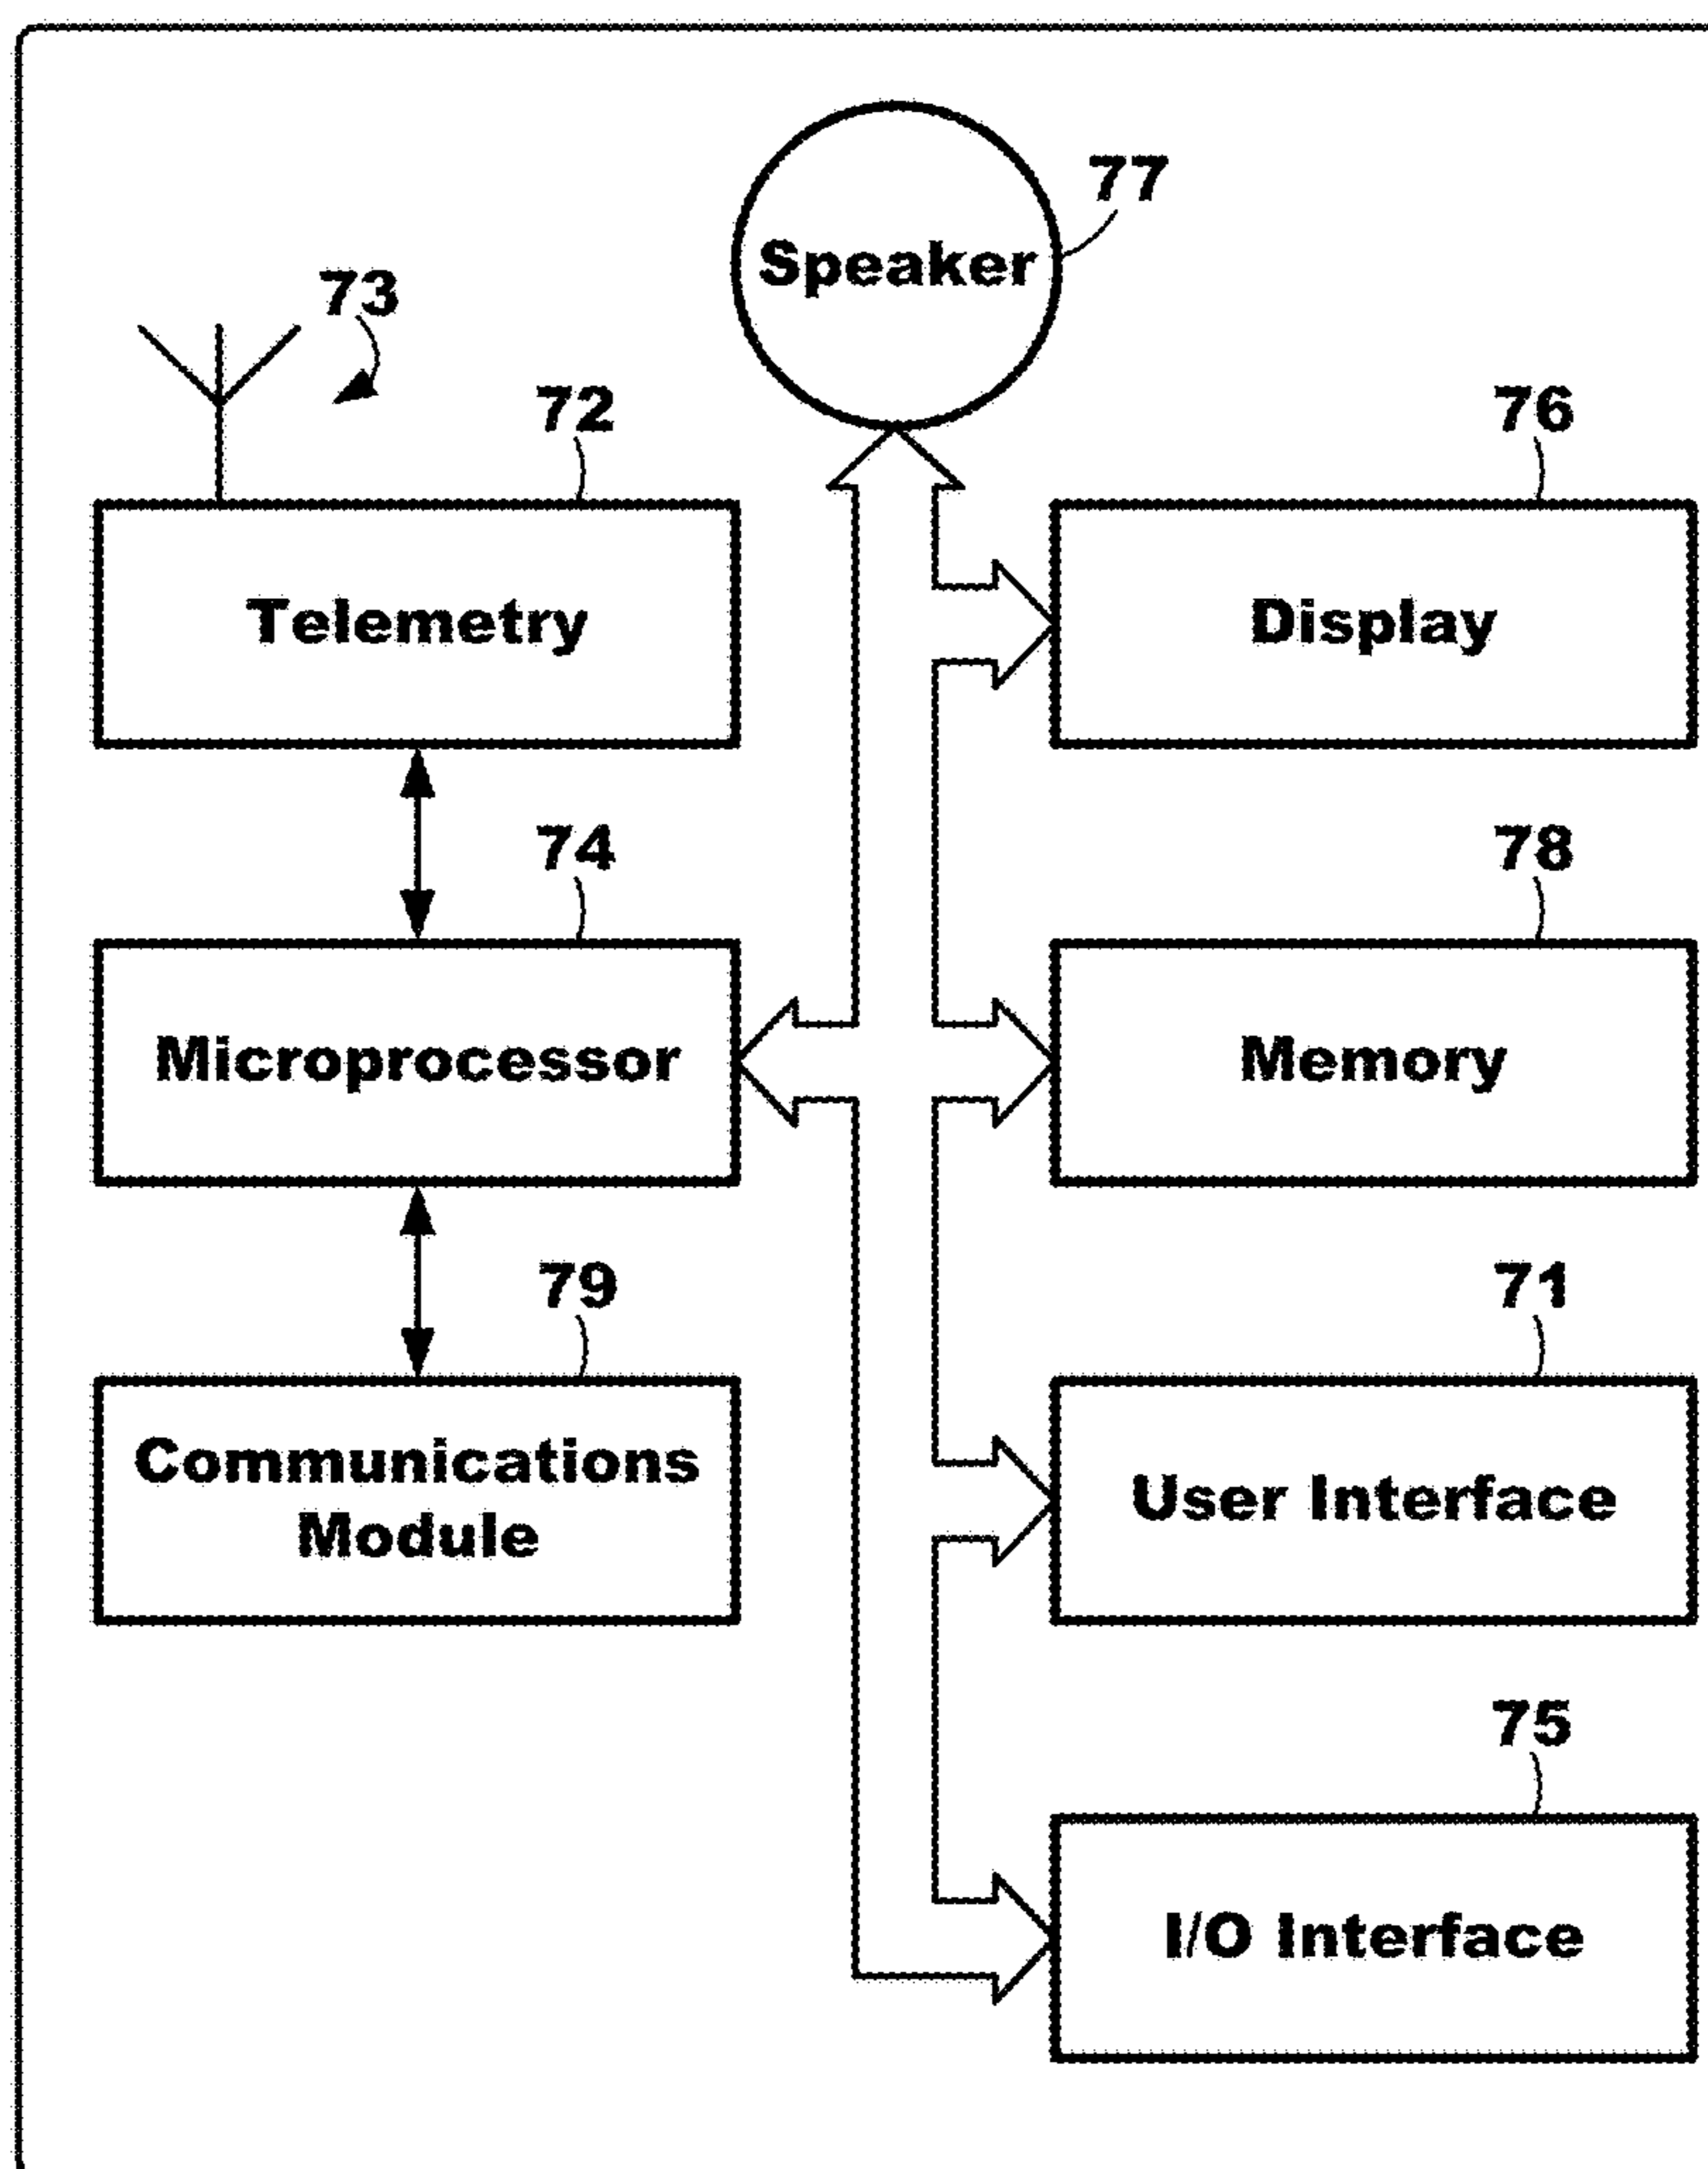 77
Speaker
73
72
76
Telemetry
Display
74
78
Microprocessor
Memory
79
71
Communications
Module
User Interface
75
I/O Interface